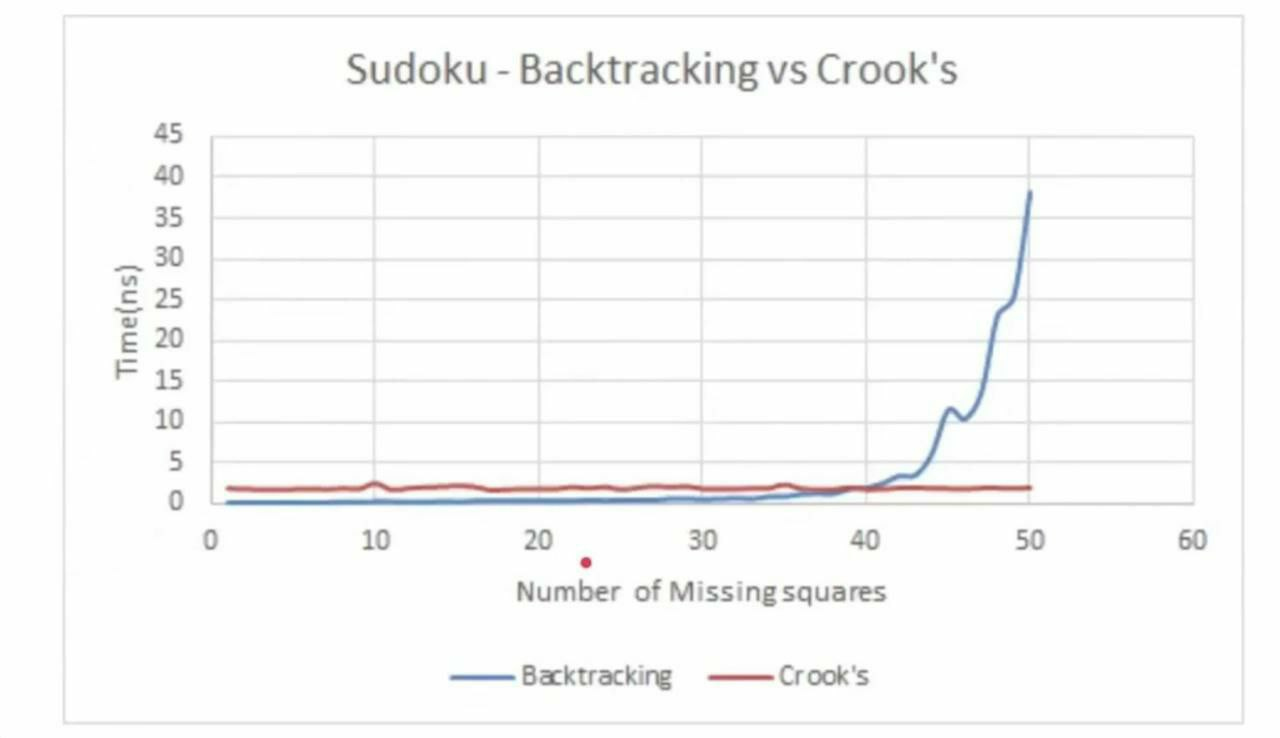 Sudoku - Backtracking vs Crook's
45
40
35
30
25
20
15
10
5
0
Time(ns)
0 10 20 30 40 50 60
Number of Missing squares
Backtracking Crook's